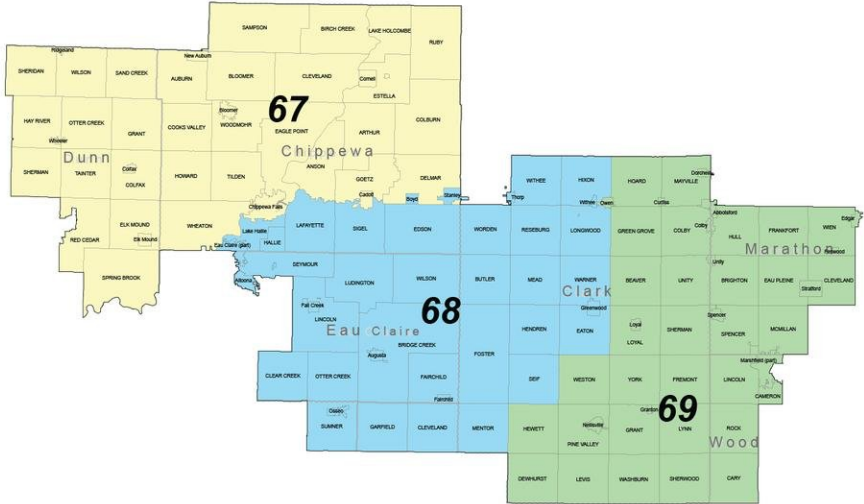 SAMPSON
BIRCH CREEK
LAKE HOLCOMBE
RUBY
Ridgeland
New Auburn
SHERIDAN
WILSON
SAND CREEK
AUBURN
BLOOMER
CLEVELAND
Cornell
ESTELLA
Bloomer
67
HAY RIVER
OTTER CREEK
GRANT
COOKS VALLEY
WOODMOHR
EAGLE POINT
ARTHUR
COLBURN
Wheeler
Dunn
Chippewa
SHERMAN
TAINTER
Colfax
COLFAX
HOWARD
TILDEN
ANSON
GOETZ
DELMAR
Cadott
Boyd
Stanley
Chippewa Falls
RED CEDAR
ELK MOUND
Elk Mound
WHEATON
SPRING BROOK
Lake Hallie
HALLIE
Eau Claire (part)
Altoona
LAFAYETTE
SIGEL
EDSON
WORDEN
RESEBURG
LONGWOOD
WITHEE
HIXON
HOARD
MAYVILLE
Dorchester
Thorp
Withee
Owen
Curtiss
Abbotsford
Colby
GREEN GROVE
COLBY
HULL
FRANKFORT
WIEN
Edgar
Marathon
SEYMOUR
LUDINGTON
WILSON
BUTLER
MEAD
WARNER
BEAVER
UNITY
Unity
BRIGHTON
EAU PLEINE
CLEVELAND
Stratford
Clark
Greenwood
Fall Creek
LINCOLN
68
Eau Claire
BRIDGE CREEK
Augusta
FOSTER
HENDREN
EATON
Loyal
LOYAL
SHERMAN
Spencer
SPENCER
MCMILLAN
Marshfield (part)
CLEAR CREEK
OTTER CREEK
FAIRCHILD
Fairchild
SEIF
WESTON
YORK
FREMONT
LINCOLN
CAMERON
Osseo
SUMNER
GARFIELD
CLEVELAND
MENTOR
HEWETT
Neillsville
PINE VALLEY
Granton
GRANT
69
LYNN
ROCK
Wood
DEWHURST
LEVIS
WASHBURN
SHERWOOD
CARY